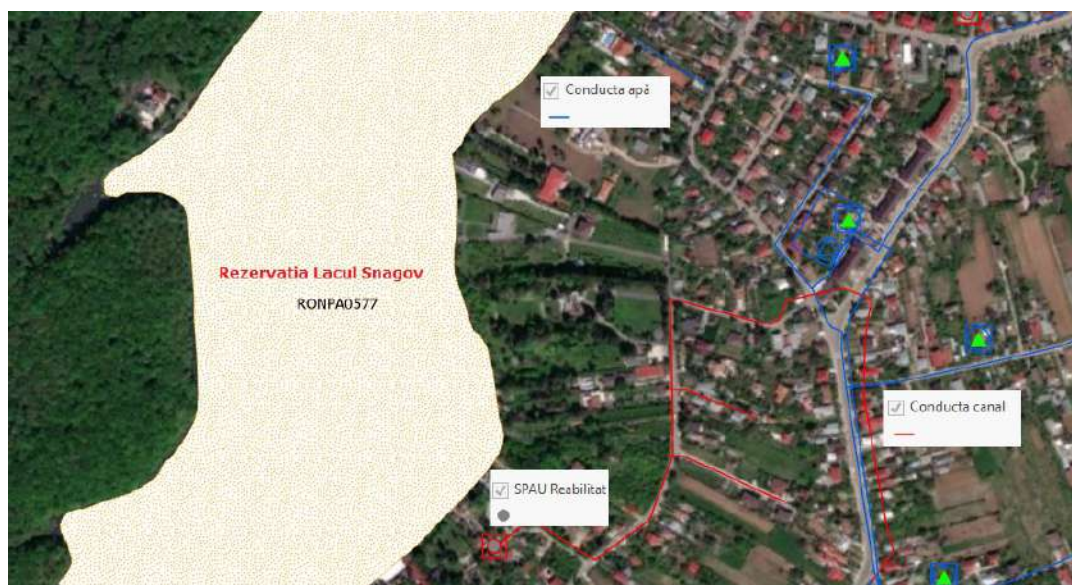 Conducta apă
Rezervatia Lacul Snagov
RONPA0577
Conducta canal
SPAU Reabilitat